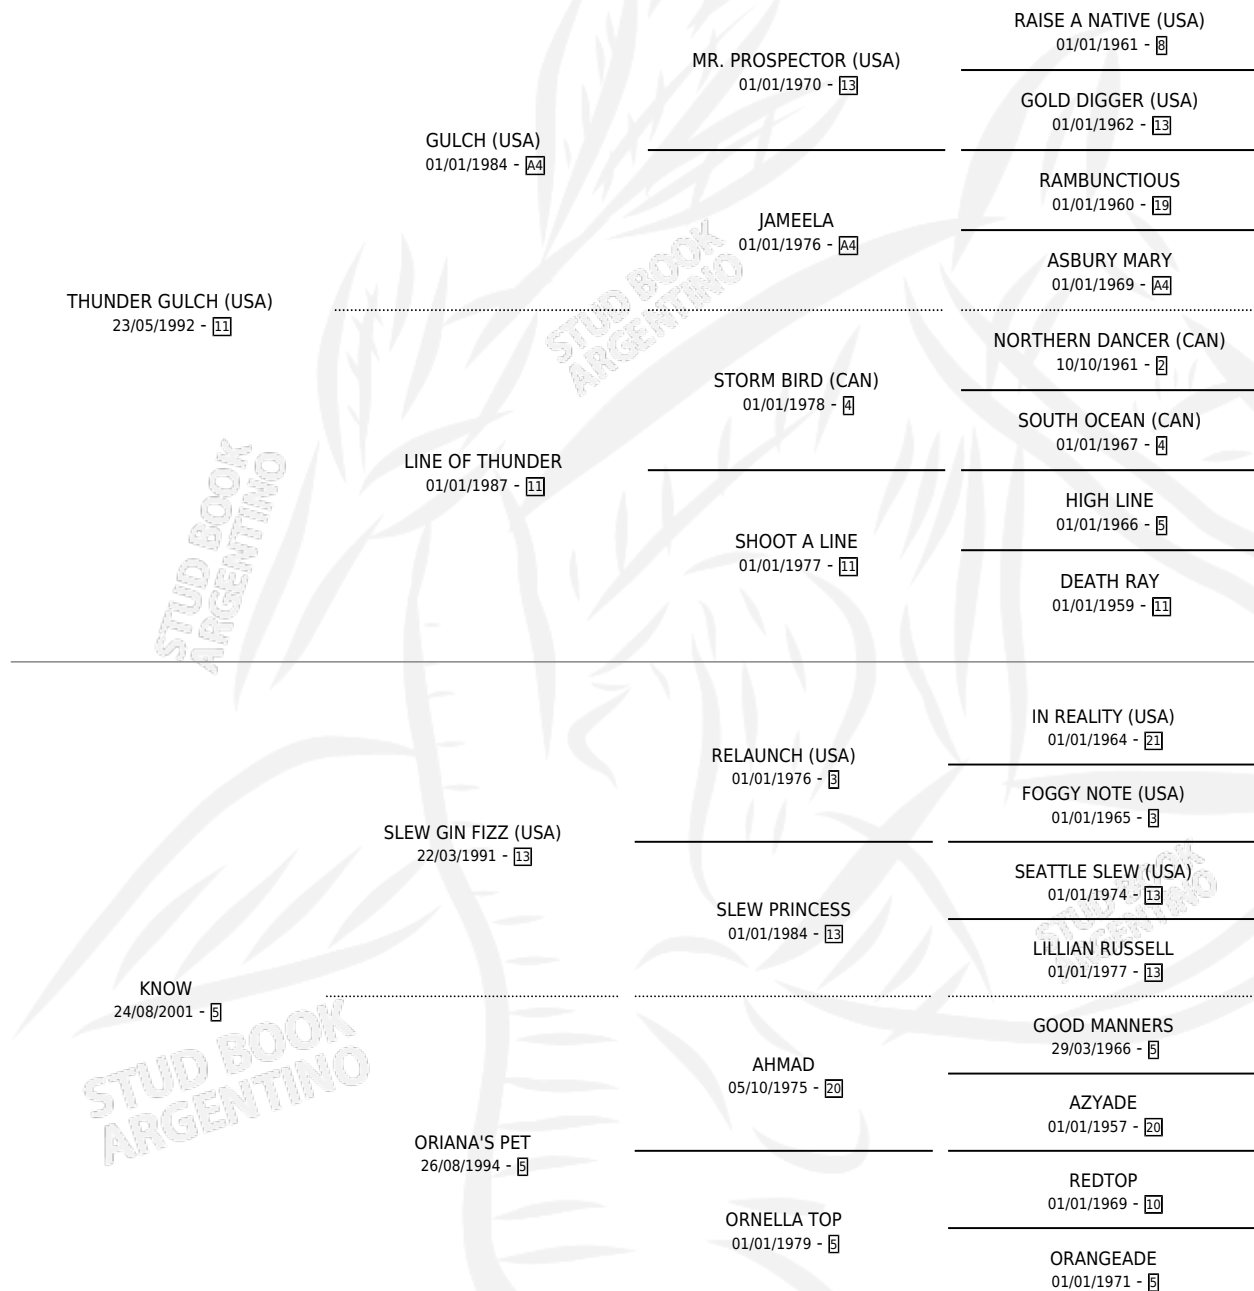 RAISE A NATIVE (USA)
01/01/1961 - 8
MR. PROSPECTOR (USA)
01/01/1970 - 13
GOLD DIGGER (USA)
01/01/1962 - 13
GULCH (USA)
01/01/1984 - A4
RAMBUNCTIOUS
01/01/1960 - 19
JAMEELA
01/01/1976 - A4
ASBURY MARY
01/01/1969 - A4
THUNDER GULCH (USA)
23/05/1992 - 11
NORTHERN DANCER (CAN)
10/10/1961 - 2
STORM BIRD (CAN)
01/01/1978 - 4
SOUTH OCEAN (CAN)
01/01/1967 - 4
LINE OF THUNDER
01/01/1987 - 11
HIGH LINE
01/01/1966 - 5
SHOOT A LINE
01/01/1977 - 11
DEATH RAY
01/01/1959 - 11
IN REALITY (USA)
01/01/1964 - 21
RELAUNCH (USA)
01/01/1976 - 3
FOGGY NOTE (USA)
01/01/1965 - 3
SLEW GIN FIZZ (USA)
22/03/1991 - 13
SEATTLE SLEW (USA)
01/01/1974 - 13
SLEW PRINCESS
01/01/1984 - 13
LILLIAN RUSSELL
01/01/1977 - 13
KNOW
24/08/2001 - 5
GOOD MANNERS
29/03/1966 - 5
AHMAD
05/10/1975 - 20
AZYADE
01/01/1957 - 20
ORIANA'S PET
26/08/1994 - 5
REDTOP
01/01/1969 - 10
ORNELLA TOP
01/01/1979 - 5
ORANGEADE
01/01/1971 - 5
STUD BOOK
ARGENTINO
STUD BOOK
ARGENTINO
STUD BOOK
ARGENTINO
STUD BOOK
ARGENTINO